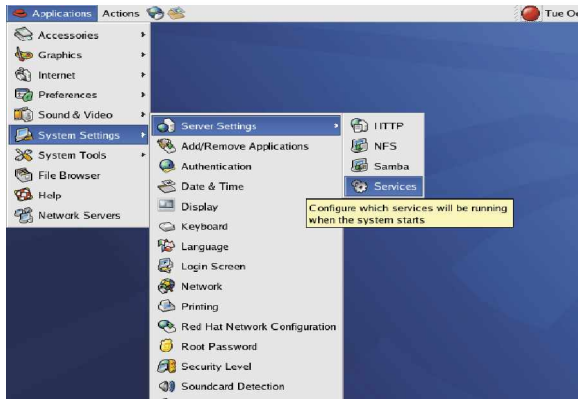 Applications Actions
Tue O
Accessories
Graphics
Internet
Preferences
Sound & Video
System Settings
System Tools
File Browser
Help
Network Servers
Server Settings
Add/Remove Applications
Authentication
Date & Time
Display
Keyboard
Language
Login Screen
Network
Printing
Red Hat Network Configuration
Root Password
Security Level
Soundcard Detection
HTTP
NFS
Samba
Services
Configure which services will be running
when the system starts